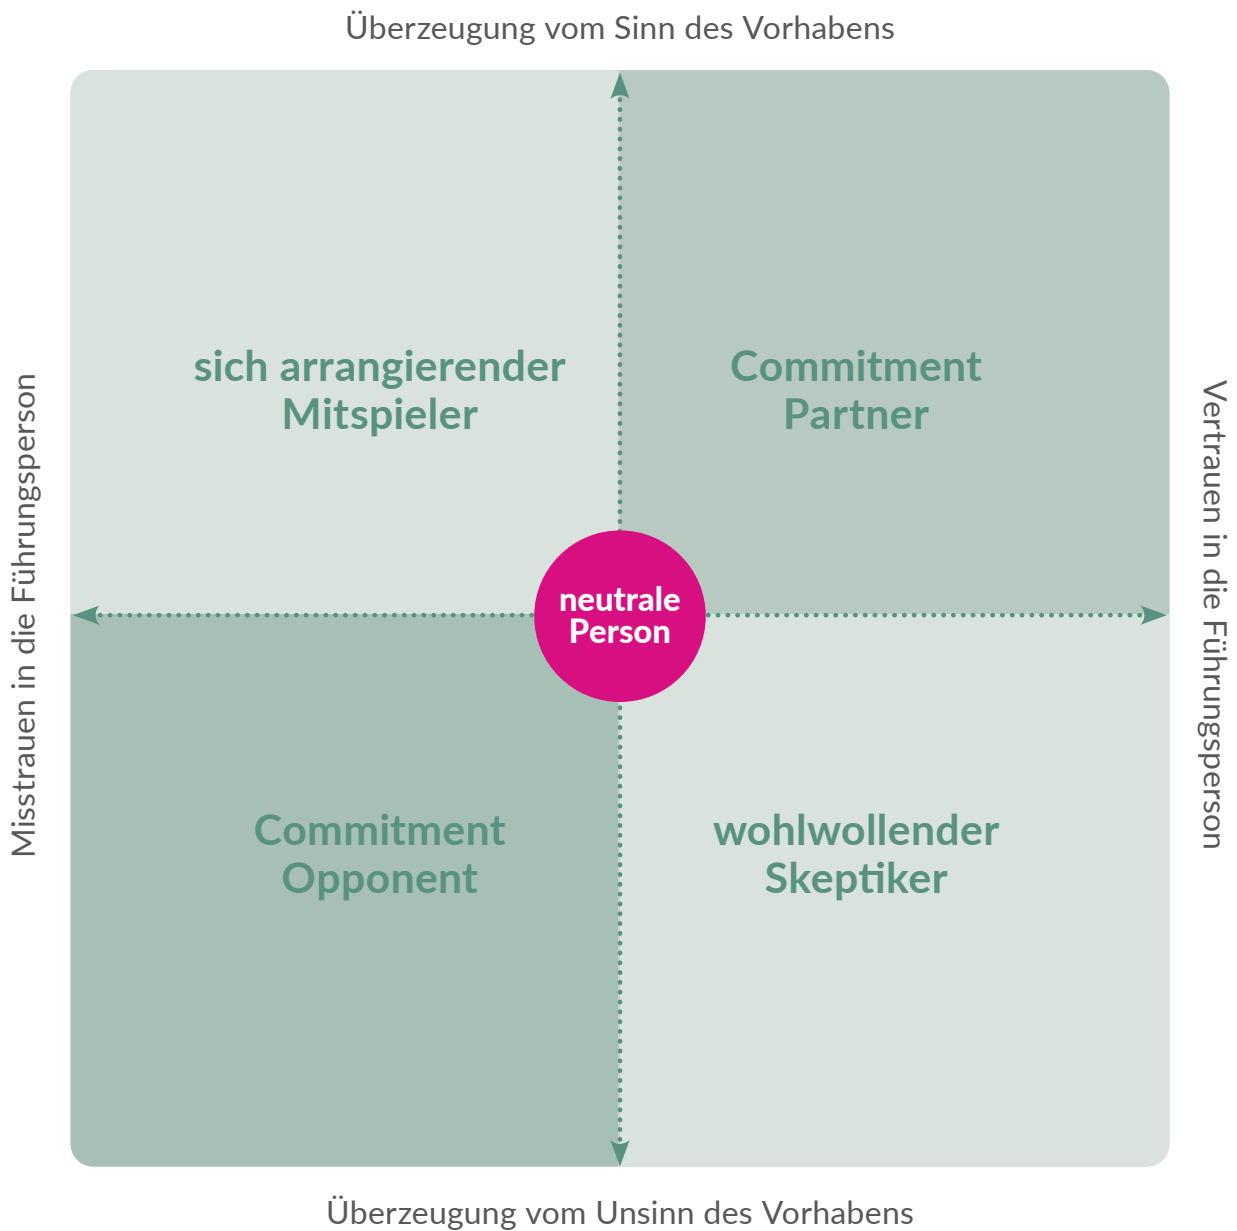 Überzeugung vom Sinn des Vorhabens
Misstrauen in die Führungsperson
sich arrangierender
Mitspieler
Commitment
Partner
neutrale
Person
Commitment
Opponent
wohlwollender
Skeptiker
Vertrauen in die Führungsperson
Überzeugung vom Unsinn des Vorhabens